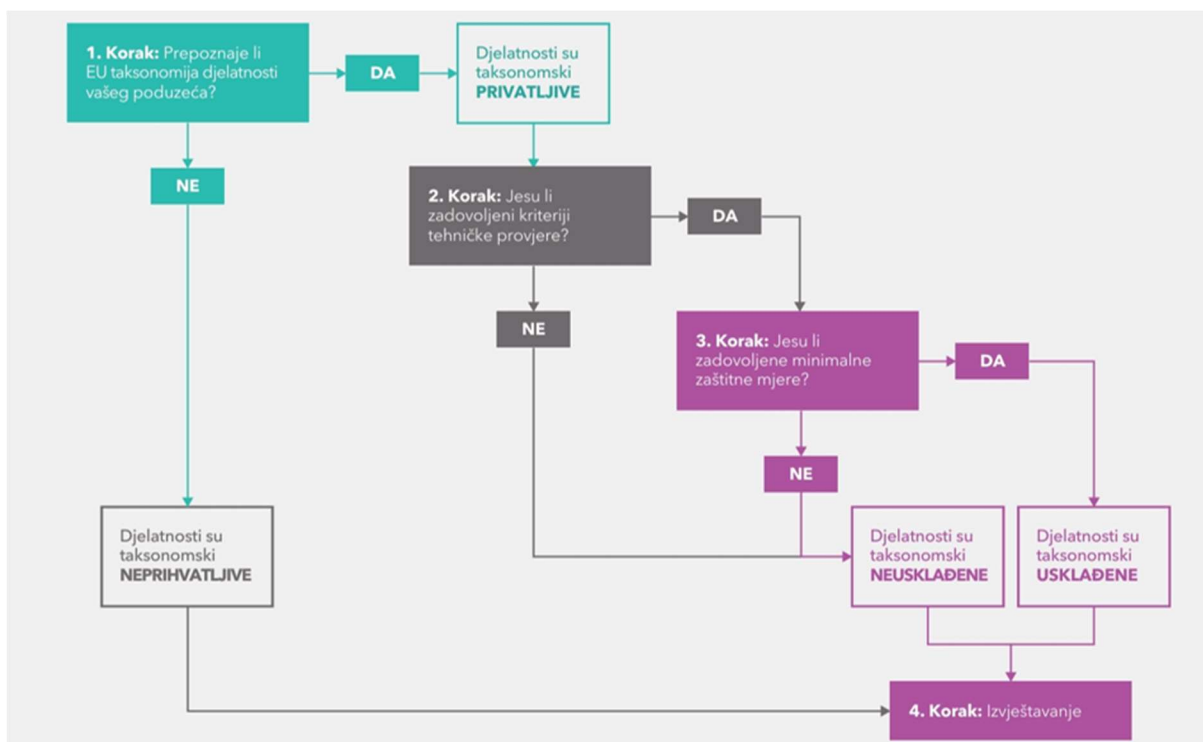 1. Korak: Prepoznaje li
EU taksonomija djelatnosti
vašeg poduzeća?
DA
Djelatnosti su
taksonomski
PRIVATLJIVE
NE
2. Korak: Jesu li
zadovoljeni kriteriji
tehničke provjere?
DA
NE
3. Korak: Jesu li
zadovoljene minimalne
zaštitne mjere?
DA
NE
Djelatnosti su
taksonomski
NEPRIHVATLJIVE
Djelatnosti su
taksonomski
NEUSKLAĐENE
Djelatnosti su
taksonomski
USKLAĐENE
4. Korak: Izvještavanje